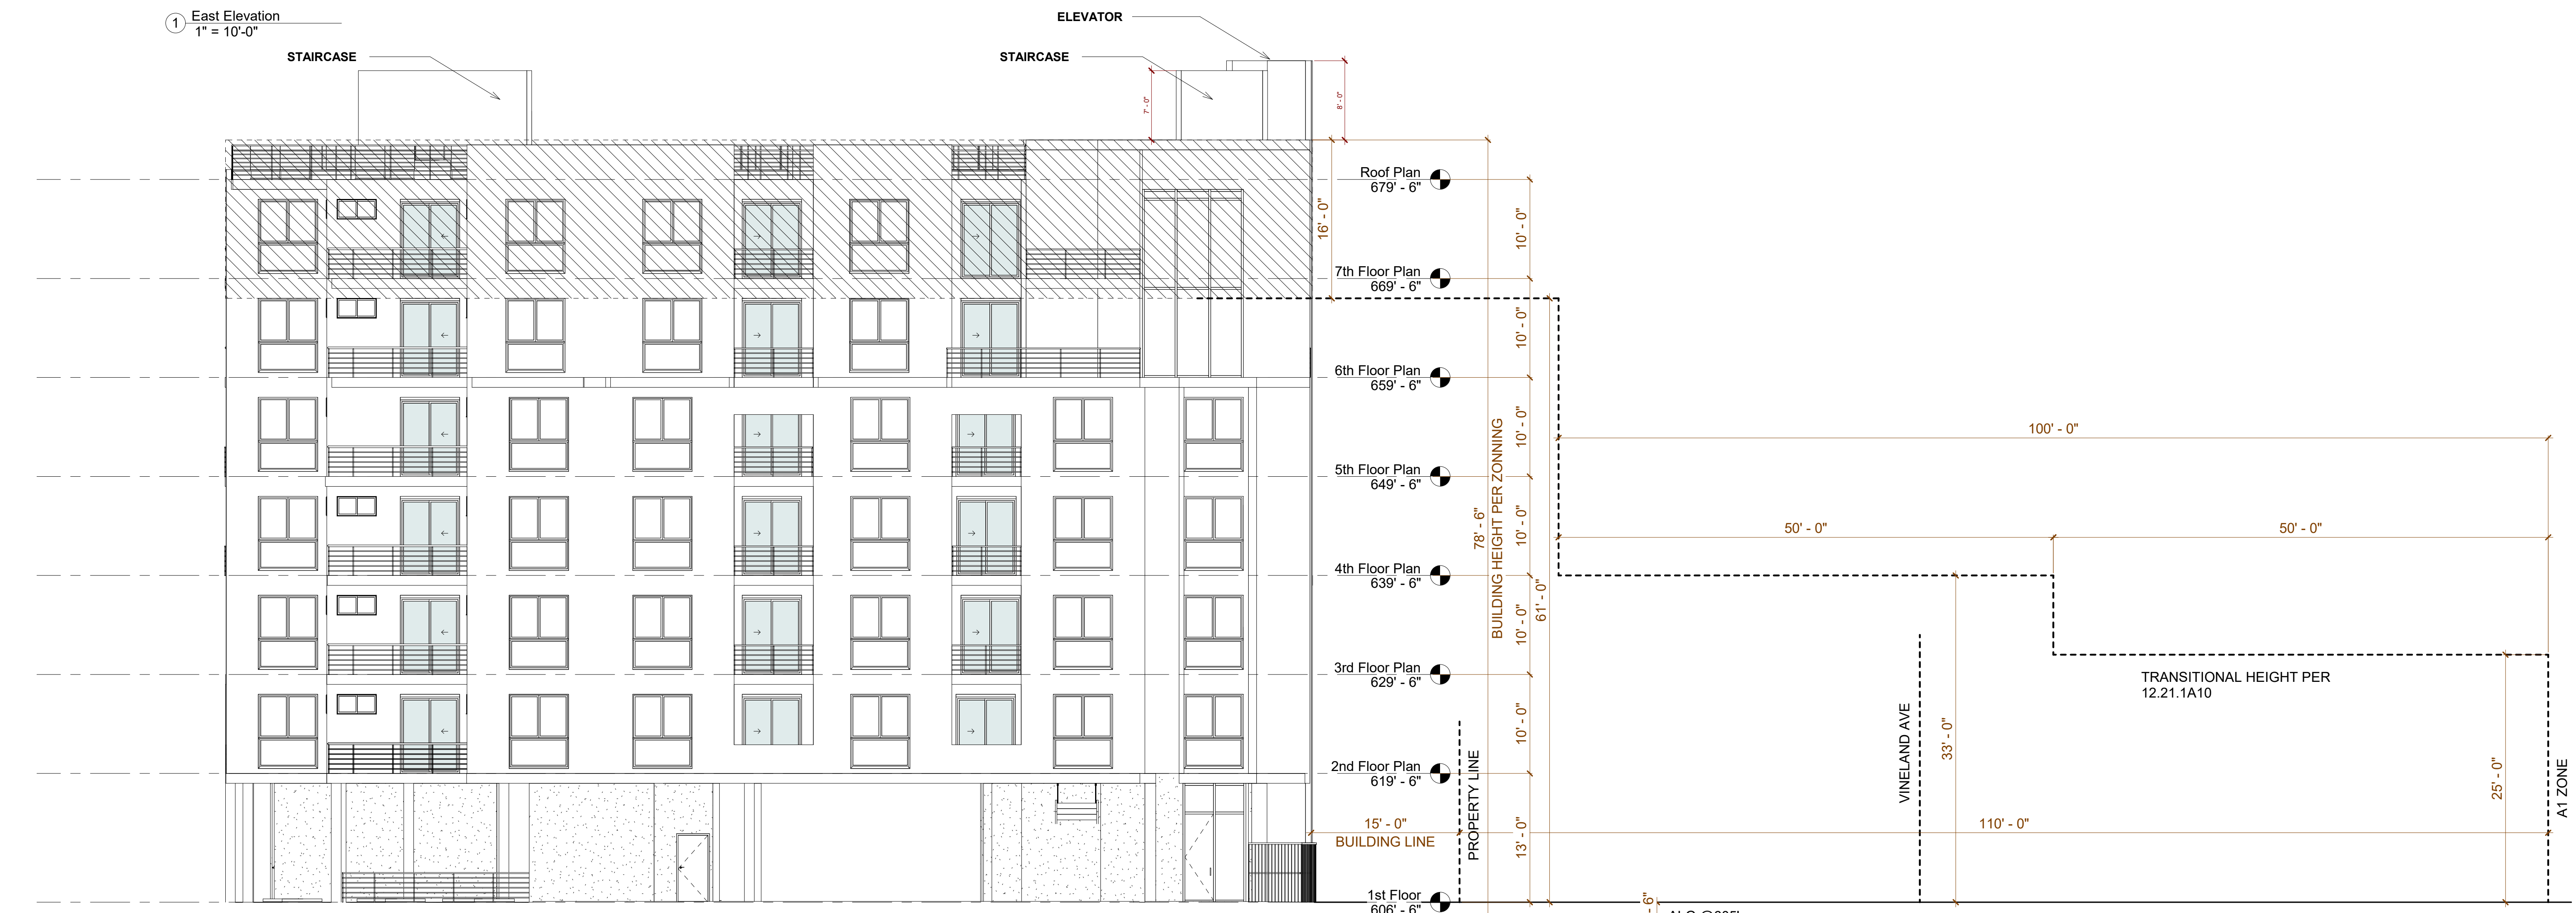 1 East Elevation
1" = 10'-0"
STAIRCASE
STAIRCASE
ELEVATOR
7' - 0"
8' - 0"
16' - 0"
Roof Plan
679' - 6"
10' - 0"
7th Floor Plan
669' - 6"
10' - 0"
6th Floor Plan
659' - 6"
10' - 0"
5th Floor Plan
649' - 6"
10' - 0"
4th Floor Plan
639' - 6"
10' - 0"
3rd Floor Plan
629' - 6"
10' - 0"
2nd Floor Plan
619' - 6"
13' - 0"
1st Floor
606' - 6"
78' - 6"
BUILDING HEIGHT PER ZONNING
61' - 0"
15' - 0"
BUILDING LINE
PROPERTY LINE
100' - 0"
50' - 0"
50' - 0"
VINELAND AVE
33' - 0"
TRANSITIONAL HEIGHT PER
12.21.1A10
110' - 0"
25' - 0"
A1 ZONE
- 6"